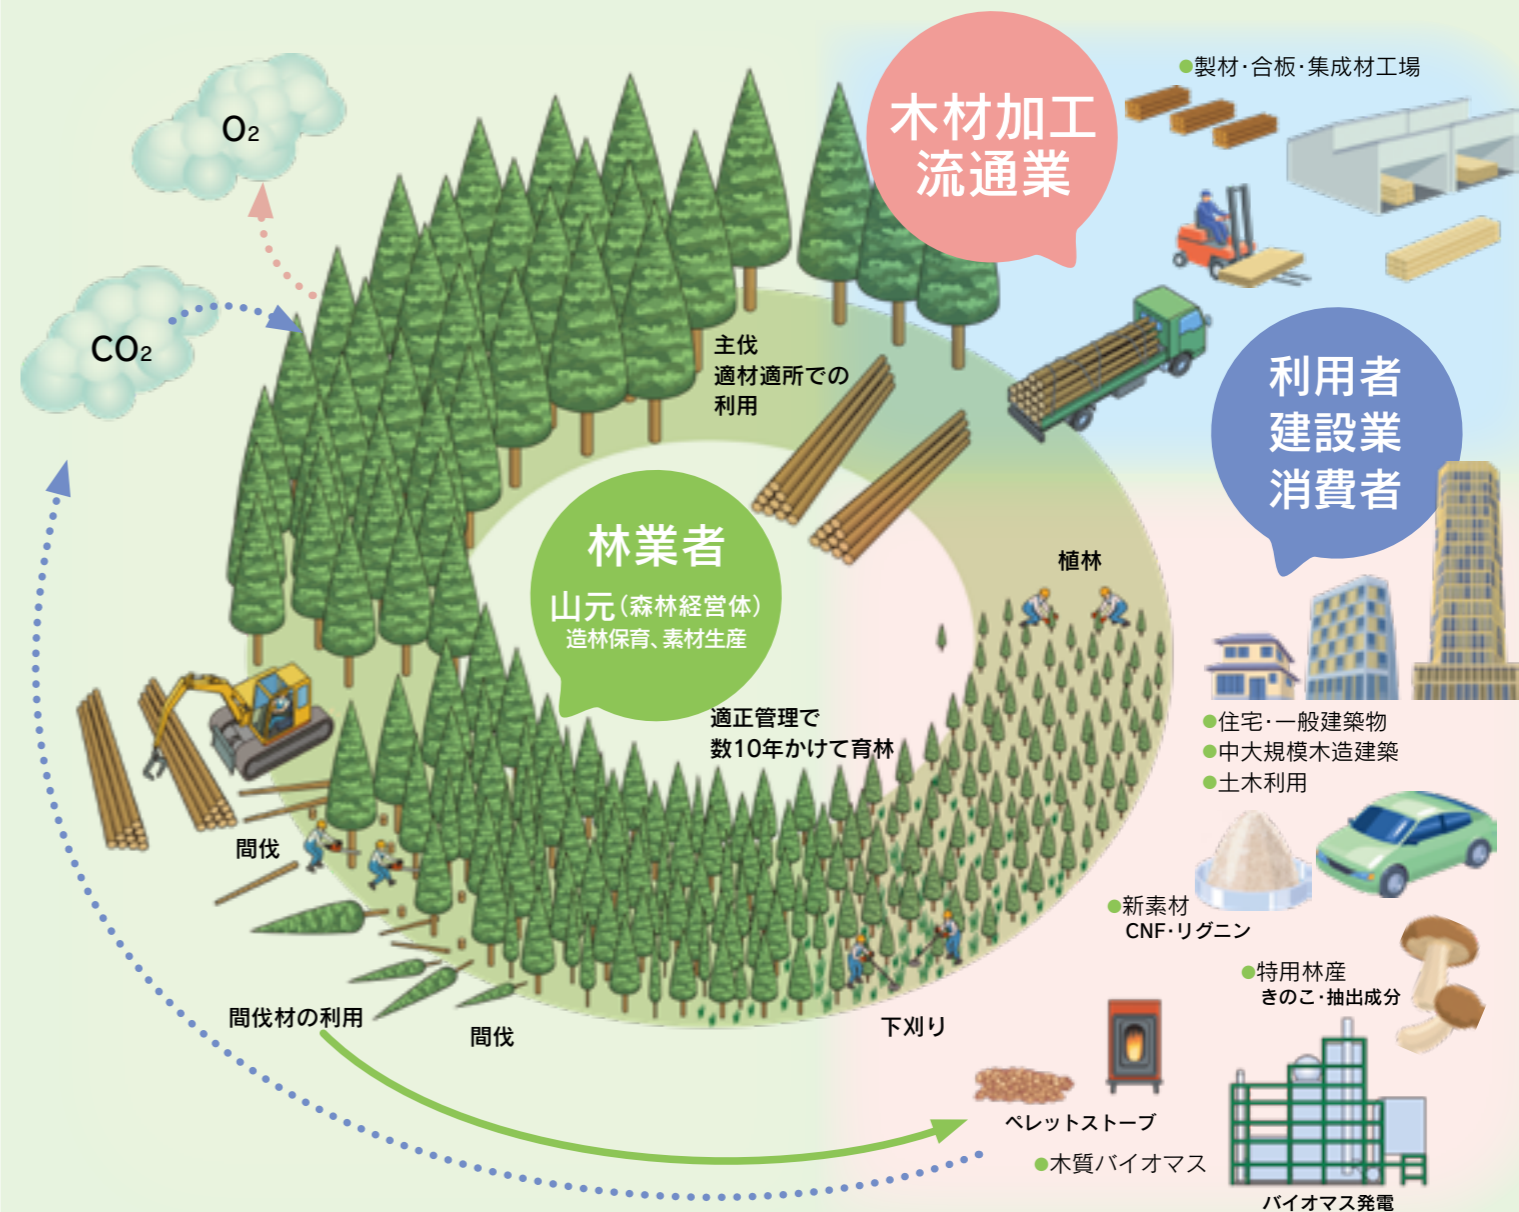 O2
CO2
木材加工
流通業
●製材・合板・集成材工場
主伐
適材適所での
利用
利用者
建設業
消費者
林業者
山元（森林経営体）
造林保育、素材生産
植林
適正管理で
数10年かけて育林
●住宅・一般建築物
●中大規模木造建築
●土木利用
間伐
●新素材
CNF・リグニン
●特用林産
きのこ・抽出成分
間伐材の利用
間伐
下刈り
ペレットストーブ
●木質バイオマス
バイオマス発電